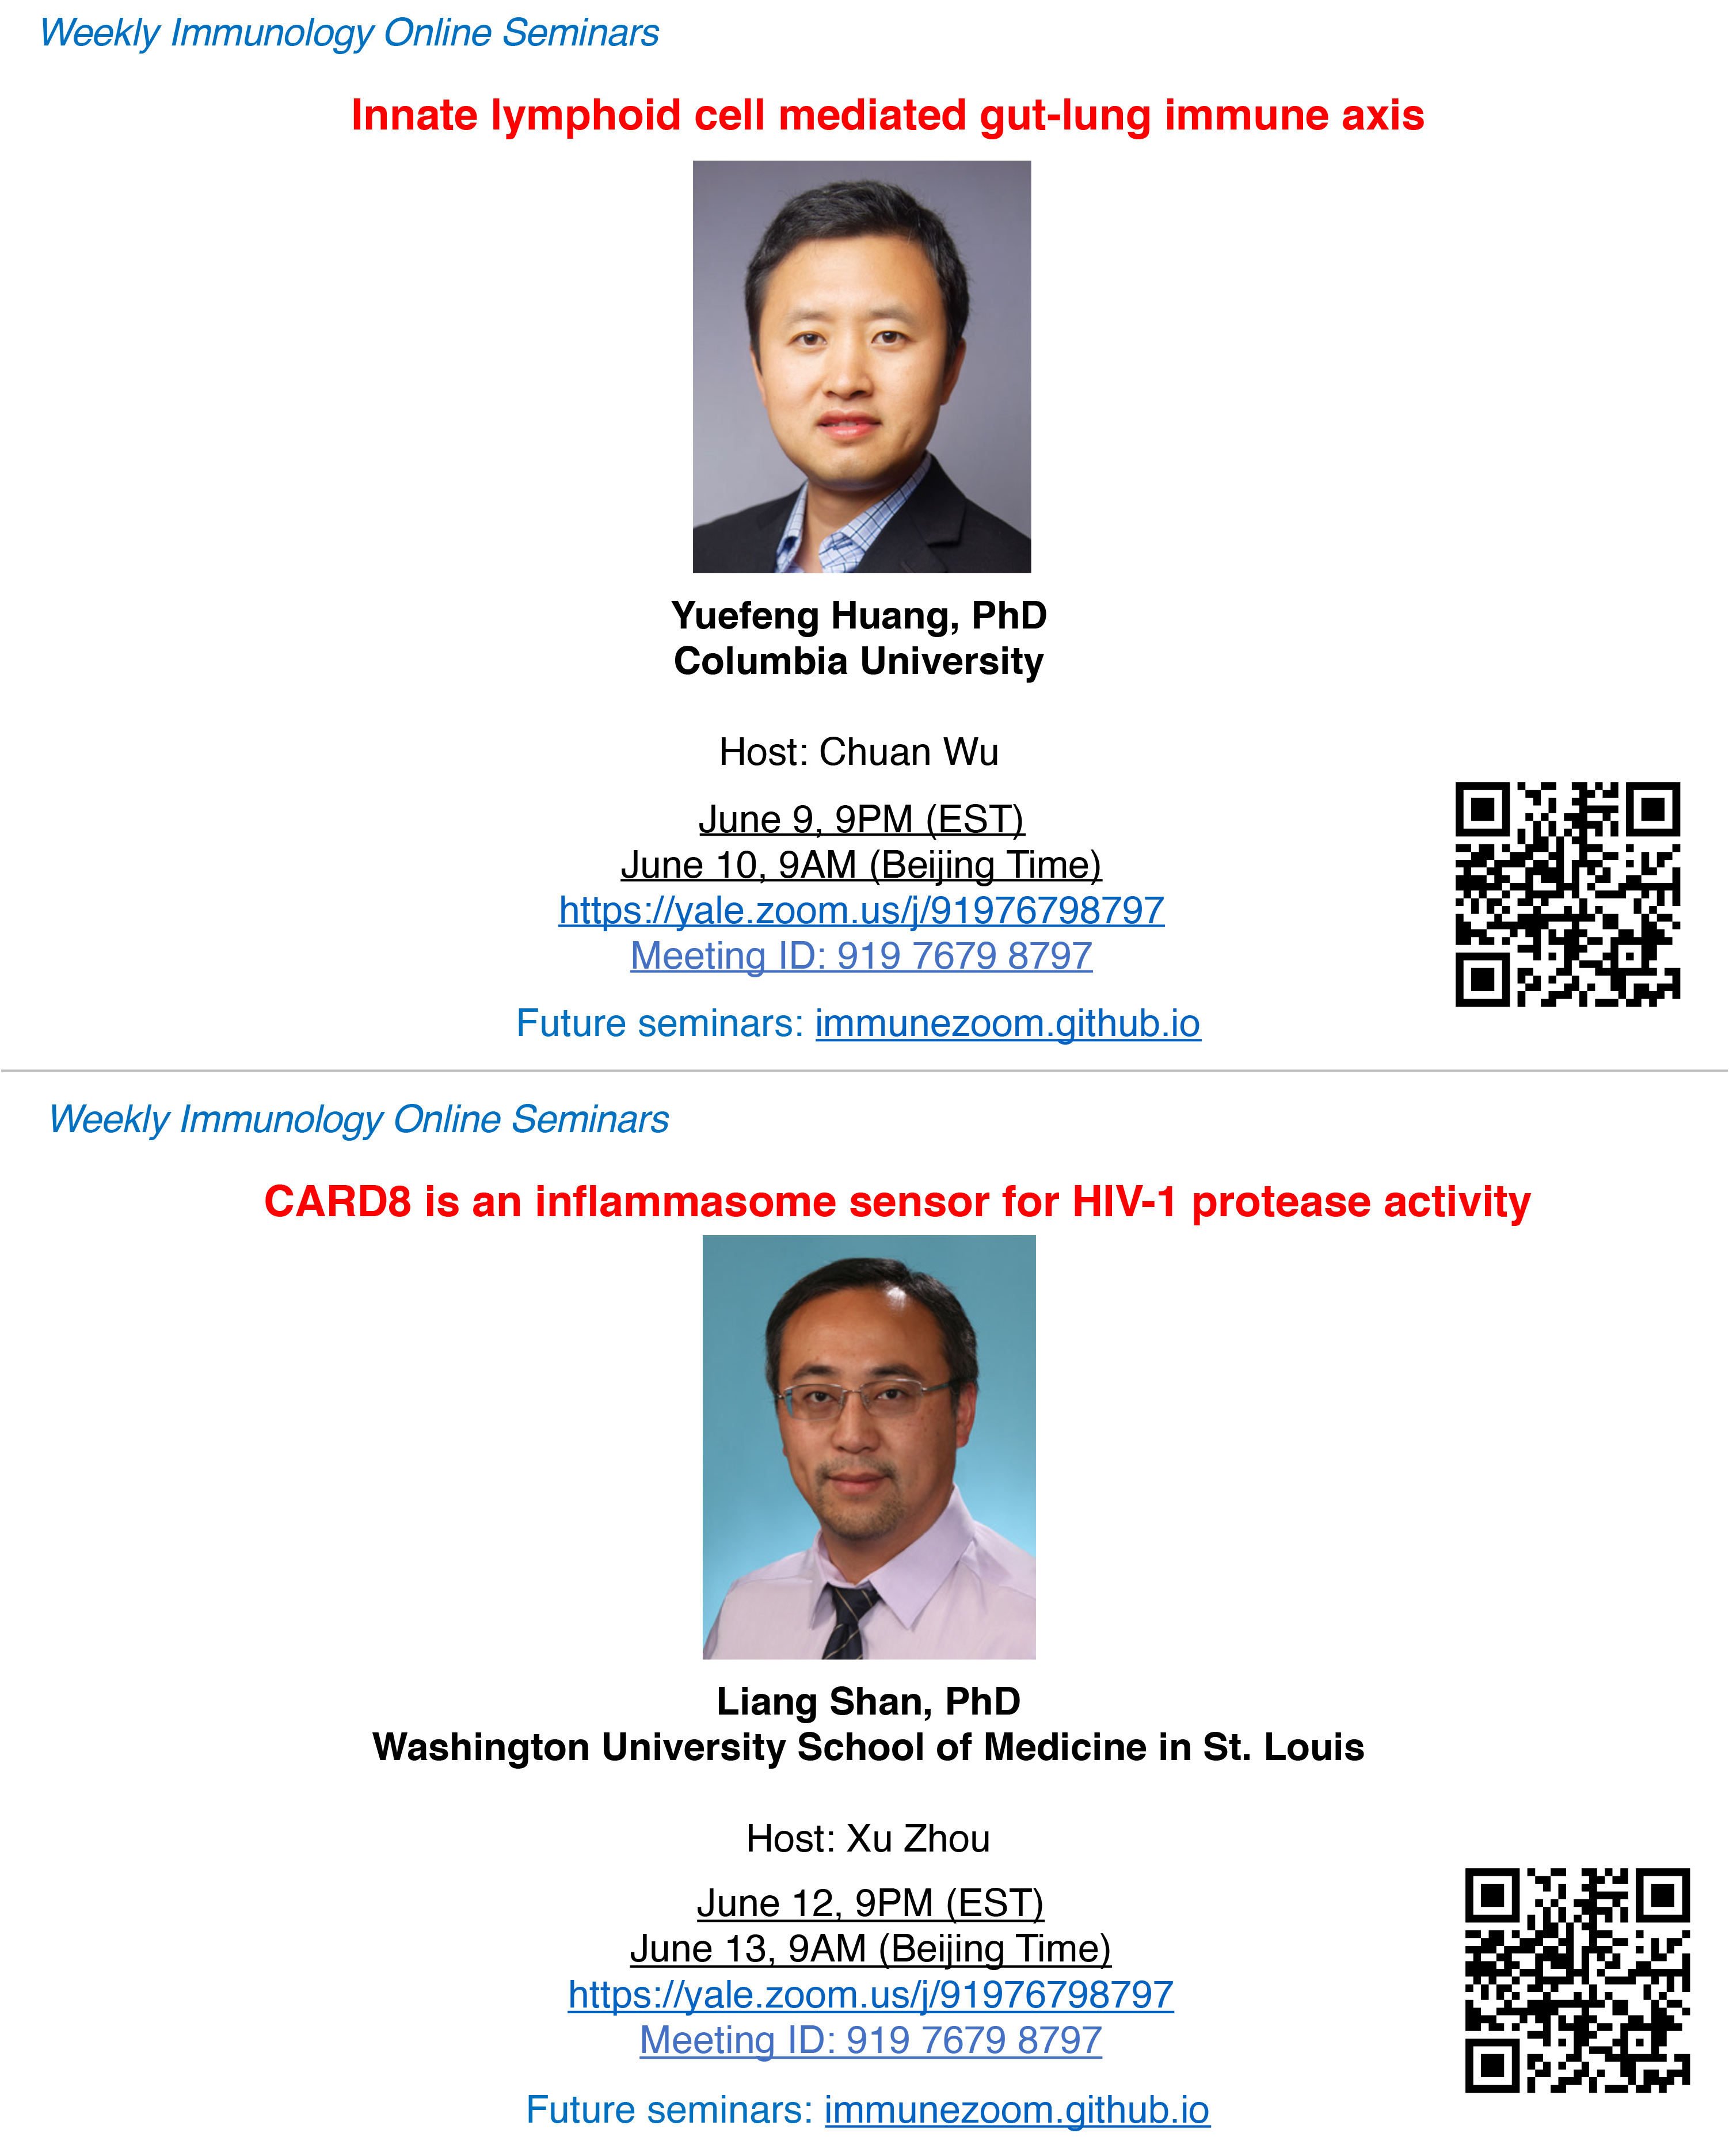 Weekly Immunology Online Seminars
Innate lymphoid cell mediated gut-lung immune axis
Yuefeng Huang, PhD
Columbia University
Host: Chuan Wu
June 9, 9PM (EST)
June 10, 9AM (Beijing Time)
https://yale.zoom.us/j/91976798797
Meeting ID: 919 7679 8797
Future seminars: immunezoom.github.io
Weekly Immunology Online Seminars
CARD8 is an inflammasome sensor for HIV-1 protease activity
Liang Shan, PhD
Washington University School of Medicine in St. Louis
Host: Xu Zhou
June 12, 9PM (EST)
June 13, 9AM (Beijing Time)
https://yale.zoom.us/j/91976798797
Meeting ID: 919 7679 8797
Future seminars: immunezoom.github.io